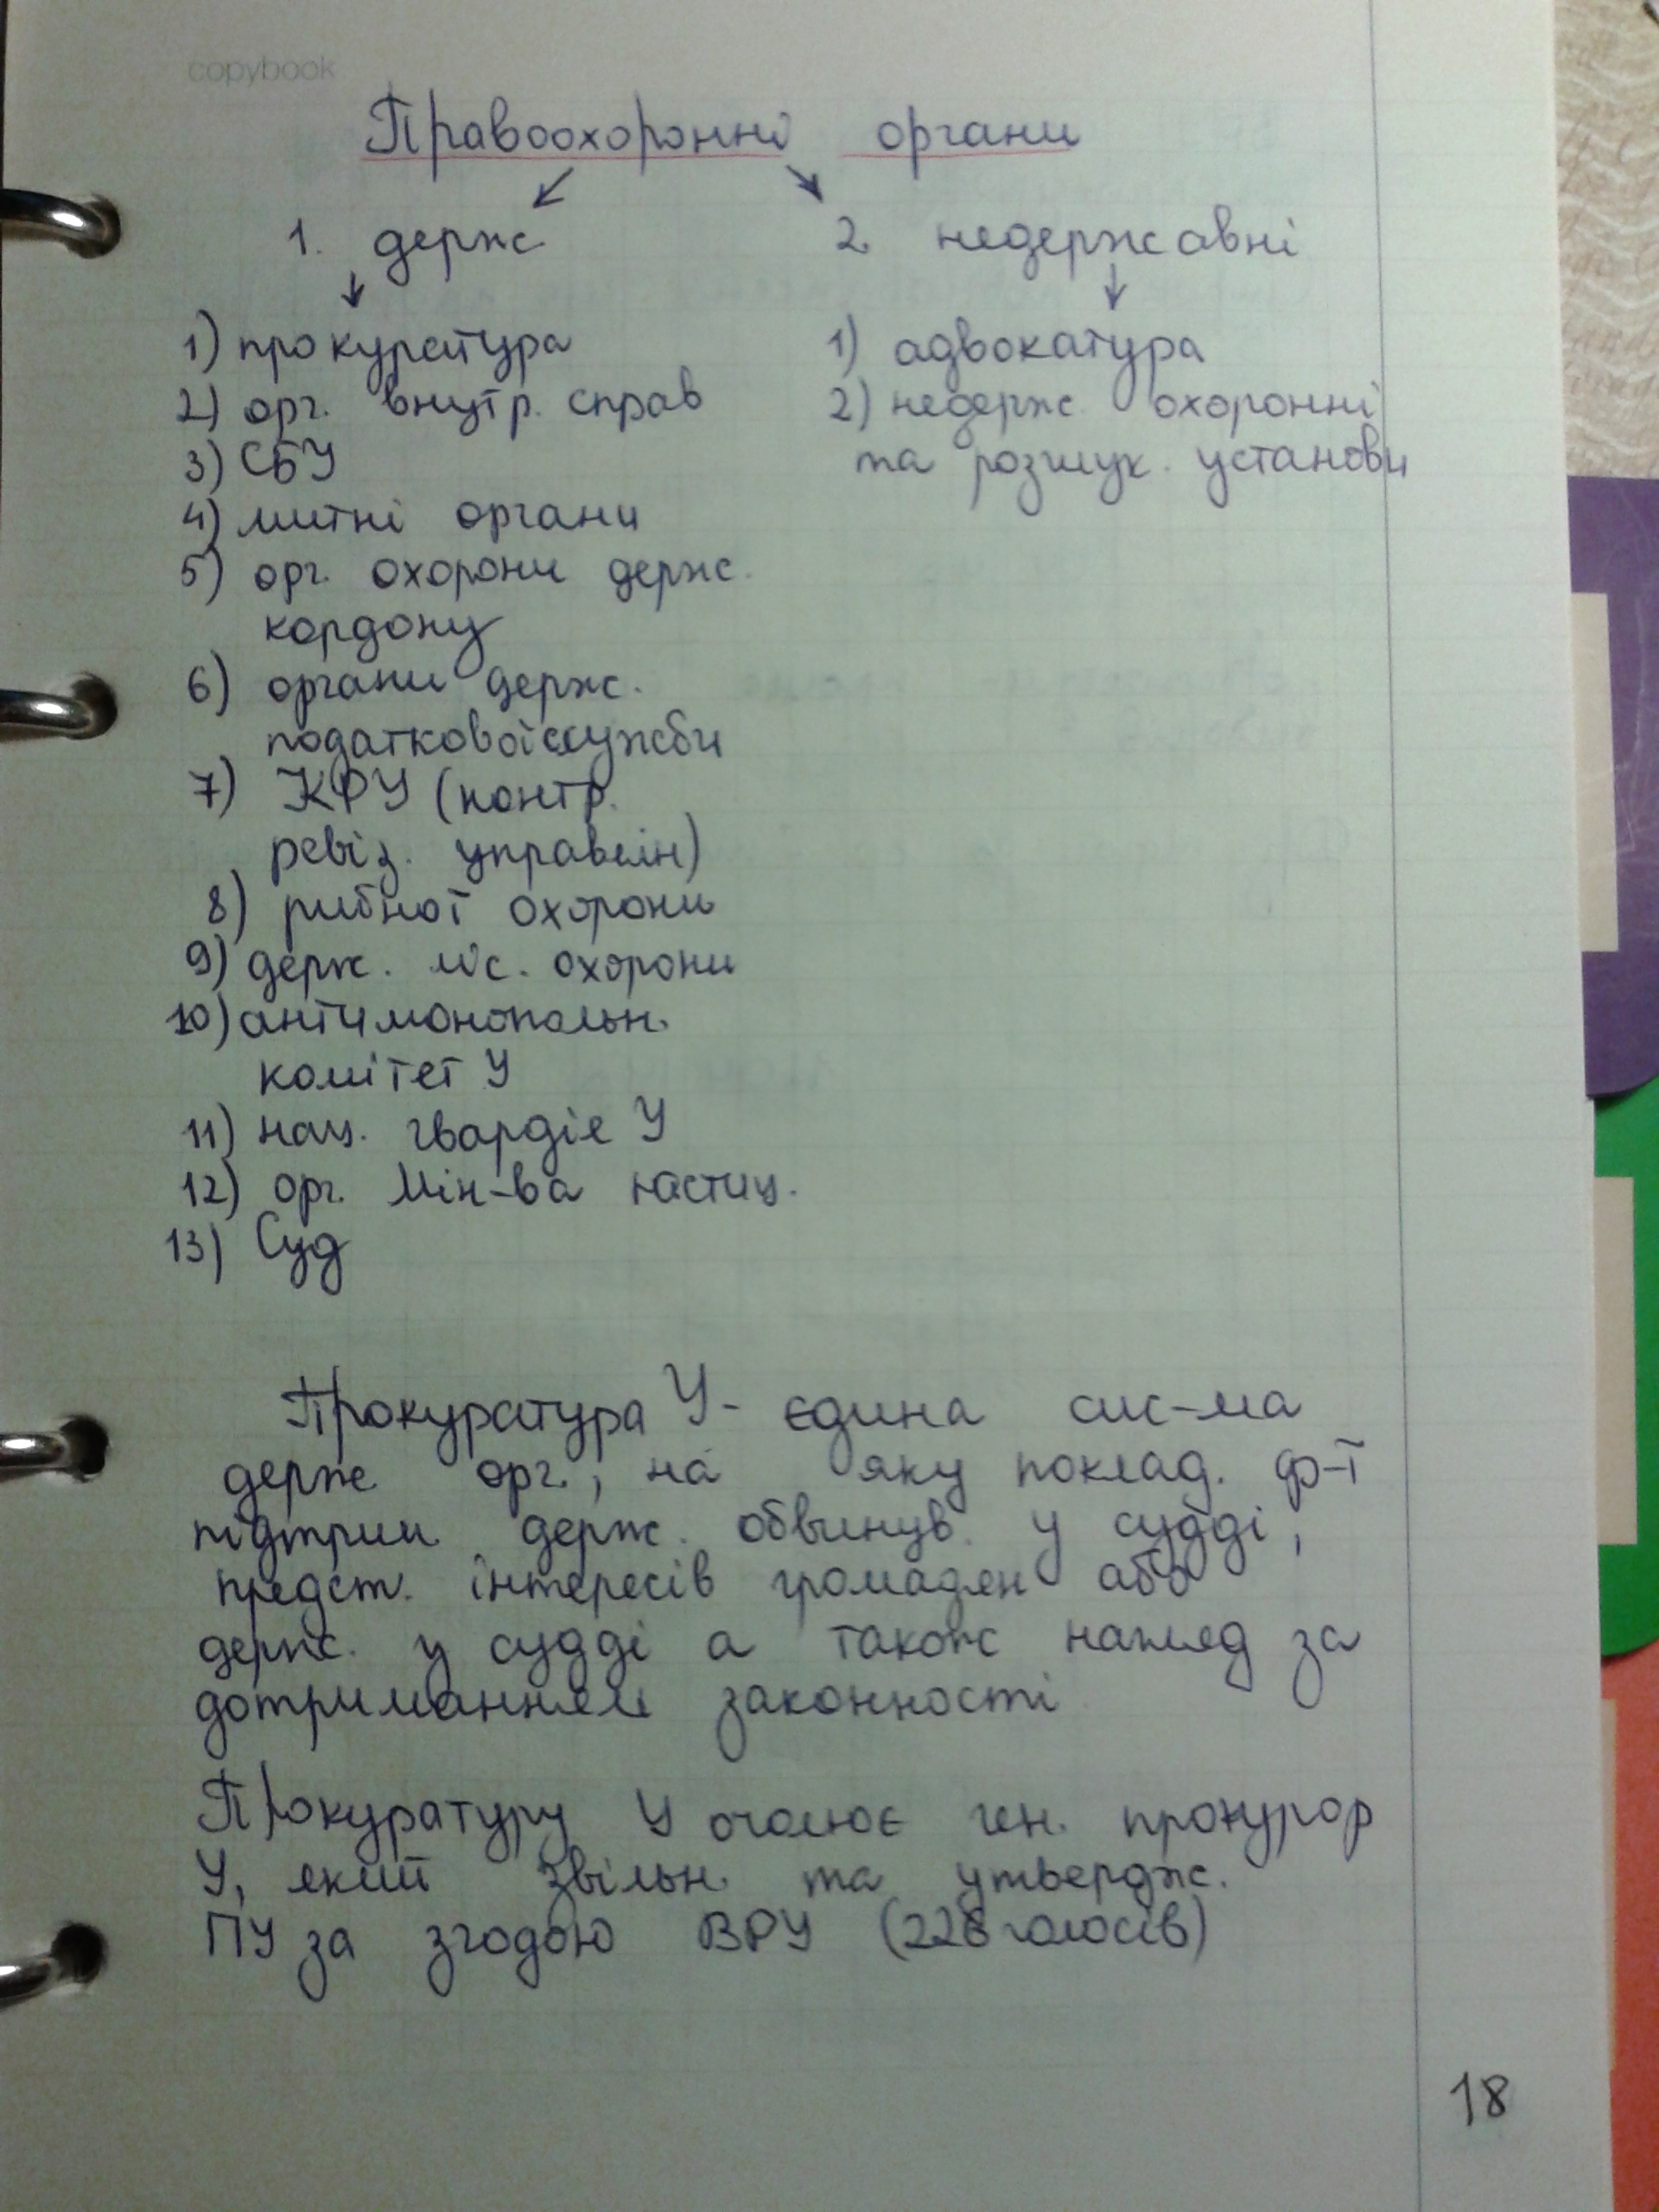 copybook
Правоохоронні органи
1. держ.
2. недержавні
1) прокуратура
2) орг. внутр. справ
3) СБУ
4) митні органи
5) орг. охорони держ.
кордону
6) органи держ.
податкової служби
7) КРУ (контр.
ревіз. управлін)
8) рибної охорони
9) держ. ліс. охорони
10) антимонопольн.
комітет У
11) нац. гвардія У
12) орг. Мін-ва юстиц.
13) Суд
1) адвокатура
2) недерж. охоронні
та розшук. установи
Прокуратура У - єдина сис-ма
держ орг., на яку поклад. ф-ї
підтрим. держ. обвинув. у судді,
предст. інтересів громадян або
держ. у судді а також нагляд за
дотриманням законності
Прокуратуру У очолює ген. прокурор
У, який звільн. та утвердж.
ПУ за згодою ВРУ (226 голосів)
18